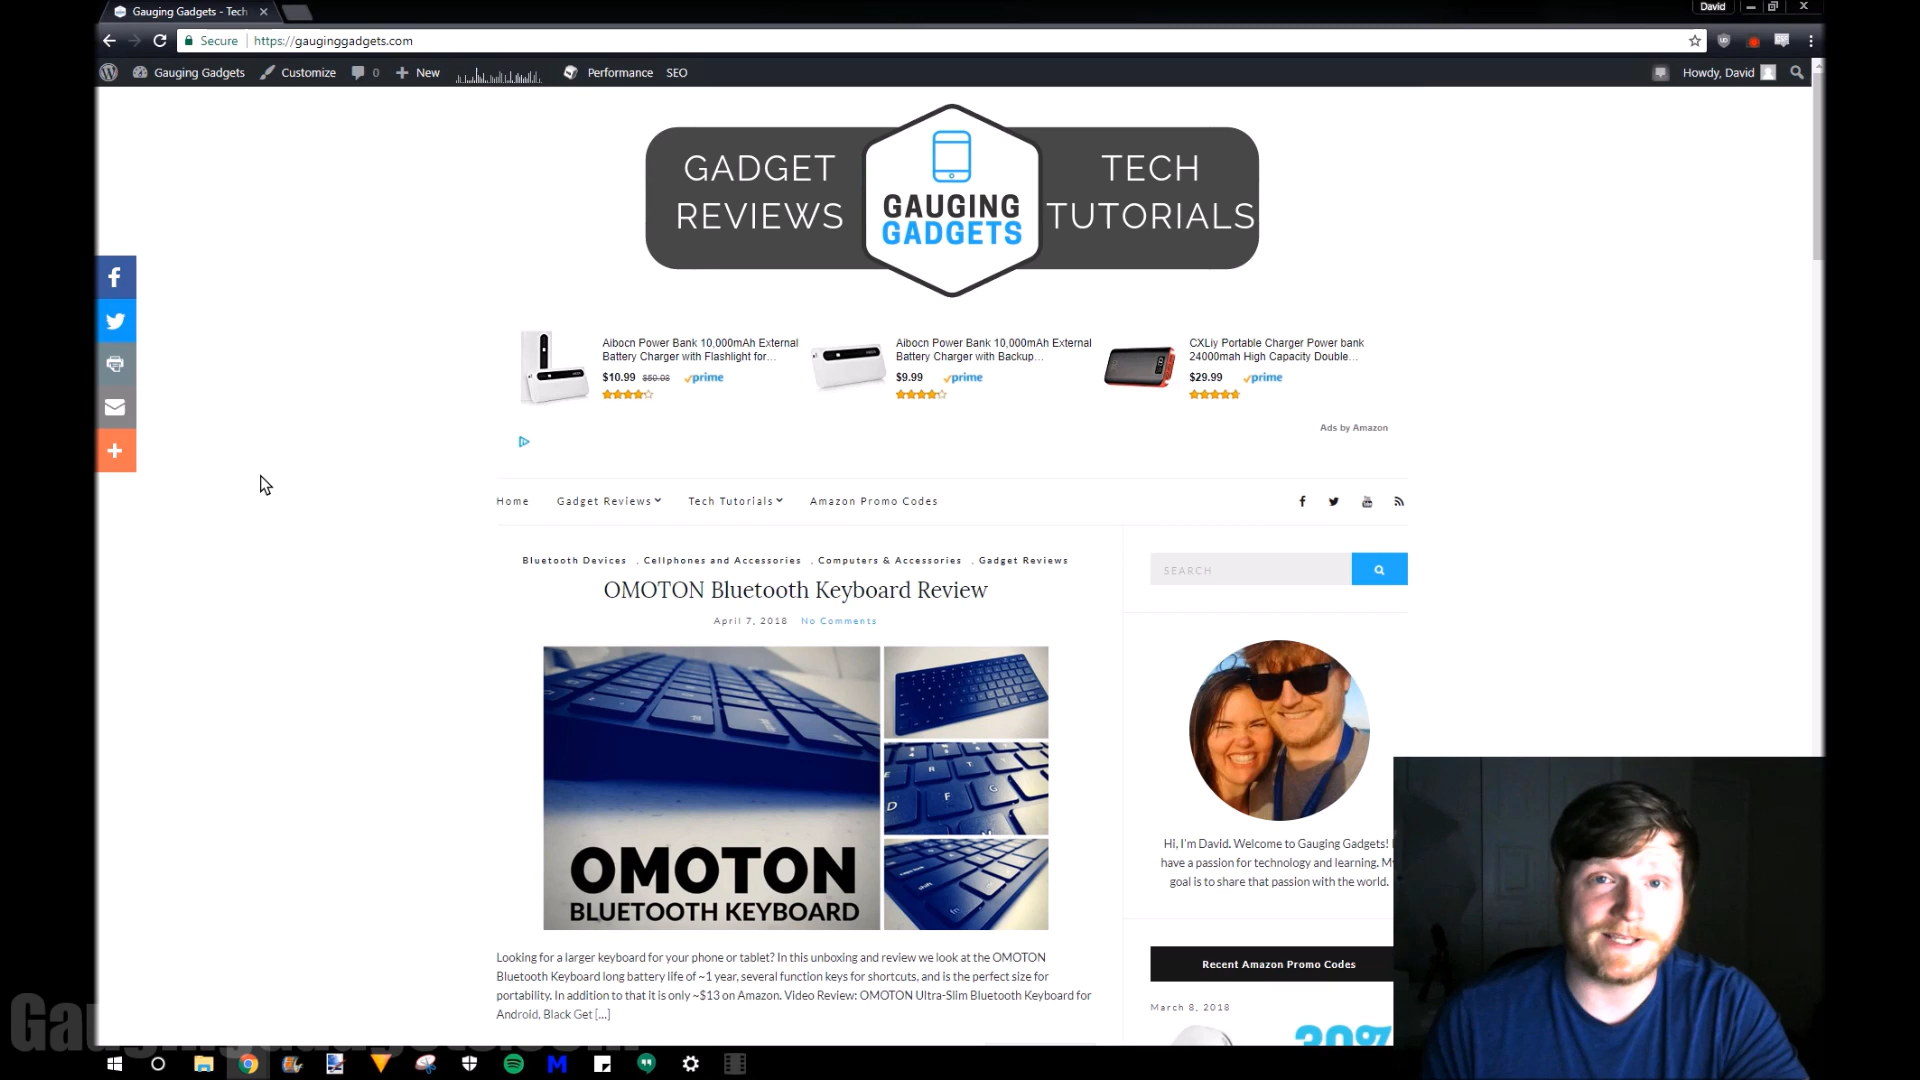 Gauging Gadgets - Tech
David
Secure
https://gauginggadgets.com
Gauging Gadgets
Customize
0
New
Performance
SEO
Howdy, David
GADGET
REVIEWS
GAUGING
GADGETS
TECH
TUTORIALS
Aibocn Power Bank 10,000mAh External
Battery Charger with Flashlight for...
$10.99 $50.08 prime
Aibocn Power Bank 10,000mAh External
Battery Charger with Backup...
$9.99 prime
CXLiy Portable Charger Power bank
24000mah High Capacity Double...
$29.99 prime
Ads by Amazon
Home
Gadget Reviews
Tech Tutorials
Amazon Promo Codes
Bluetooth Devices , Cellphones and Accessories , Computers & Accessories , Gadget Reviews
OMOTON Bluetooth Keyboard Review
April 7, 2018 No Comments
SEARCH
OMOTON
BLUETOOTH KEYBOARD
Hi, I'm David. Welcome to Gauging Gadgets! I
have a passion for technology and learning. My
goal is to share that passion with the world.
Looking for a larger keyboard for your phone or tablet? In this unboxing and review we look at the OMOTON
Bluetooth Keyboard long battery life of ~1 year, several function keys for shortcuts, and is the perfect size for
portability. In addition to that it is only ~$13 on Amazon. Video Review: OMOTON Ultra-Slim Bluetooth Keyboard for
Android, Black Get [...]
Recent Amazon Promo Codes
March 8, 2018
30%